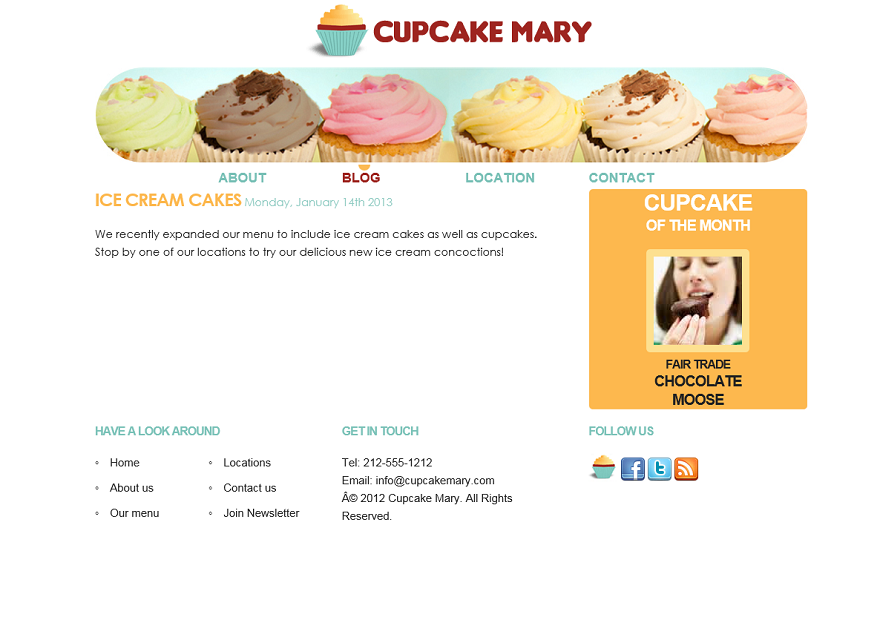 CUPCAKE MARY
ABOUT
BLOG
LOCATION
CONTACT
ICE CREAM CAKES Monday, January 14th 2013
We recently expanded our menu to include ice cream cakes as well as cupcakes.
Stop by one of our locations to try our delicious new ice cream concoctions!
CUPCAKE
OF THE MONTH
FAIR TRADE
CHOCOLATE
MOOSE
HAVE A LOOK AROUND
Home
About us
Our menu
Locations
Contact us
Join Newsletter
GET IN TOUCH
Tel: 212-555-1212
Email: info@cupcakemary.com
Â© 2012 Cupcake Mary. All Rights
Reserved.
FOLLOW US